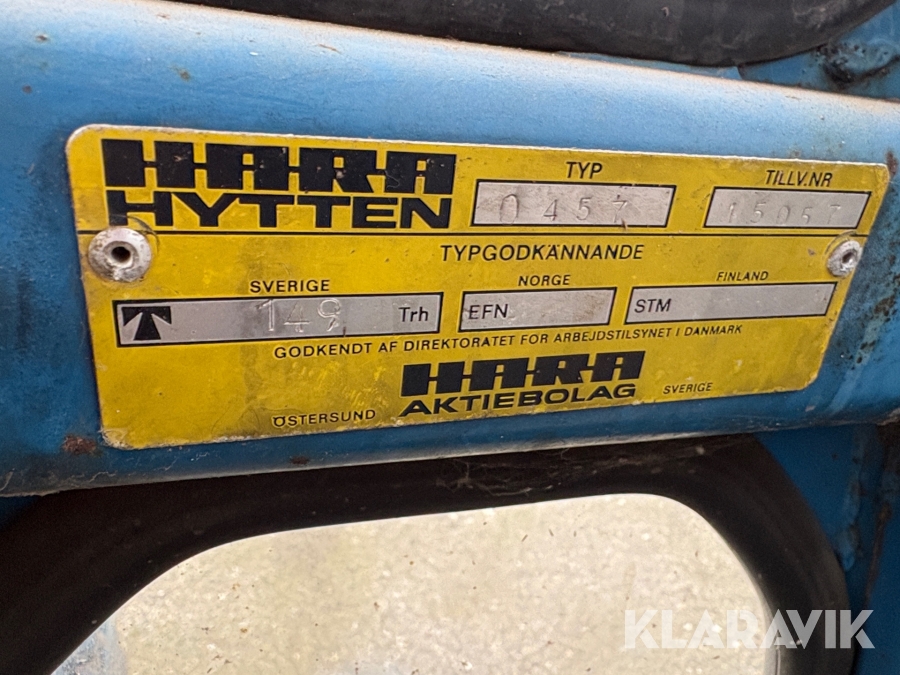 HARA
HYTTEN
TYP
0457
TILLV.NR
15057
TYPGODKÄNNANDE
SVERIGE
149 Trh
NORGE
EFN
FINLAND
STM
GODKENDT AF DIREKTORATET FOR ARBEJDSTILSYNET I DANMARK
HARA
AKTIEBOLAG
ÖSTERSUND
SVERIGE
KLARAVIK